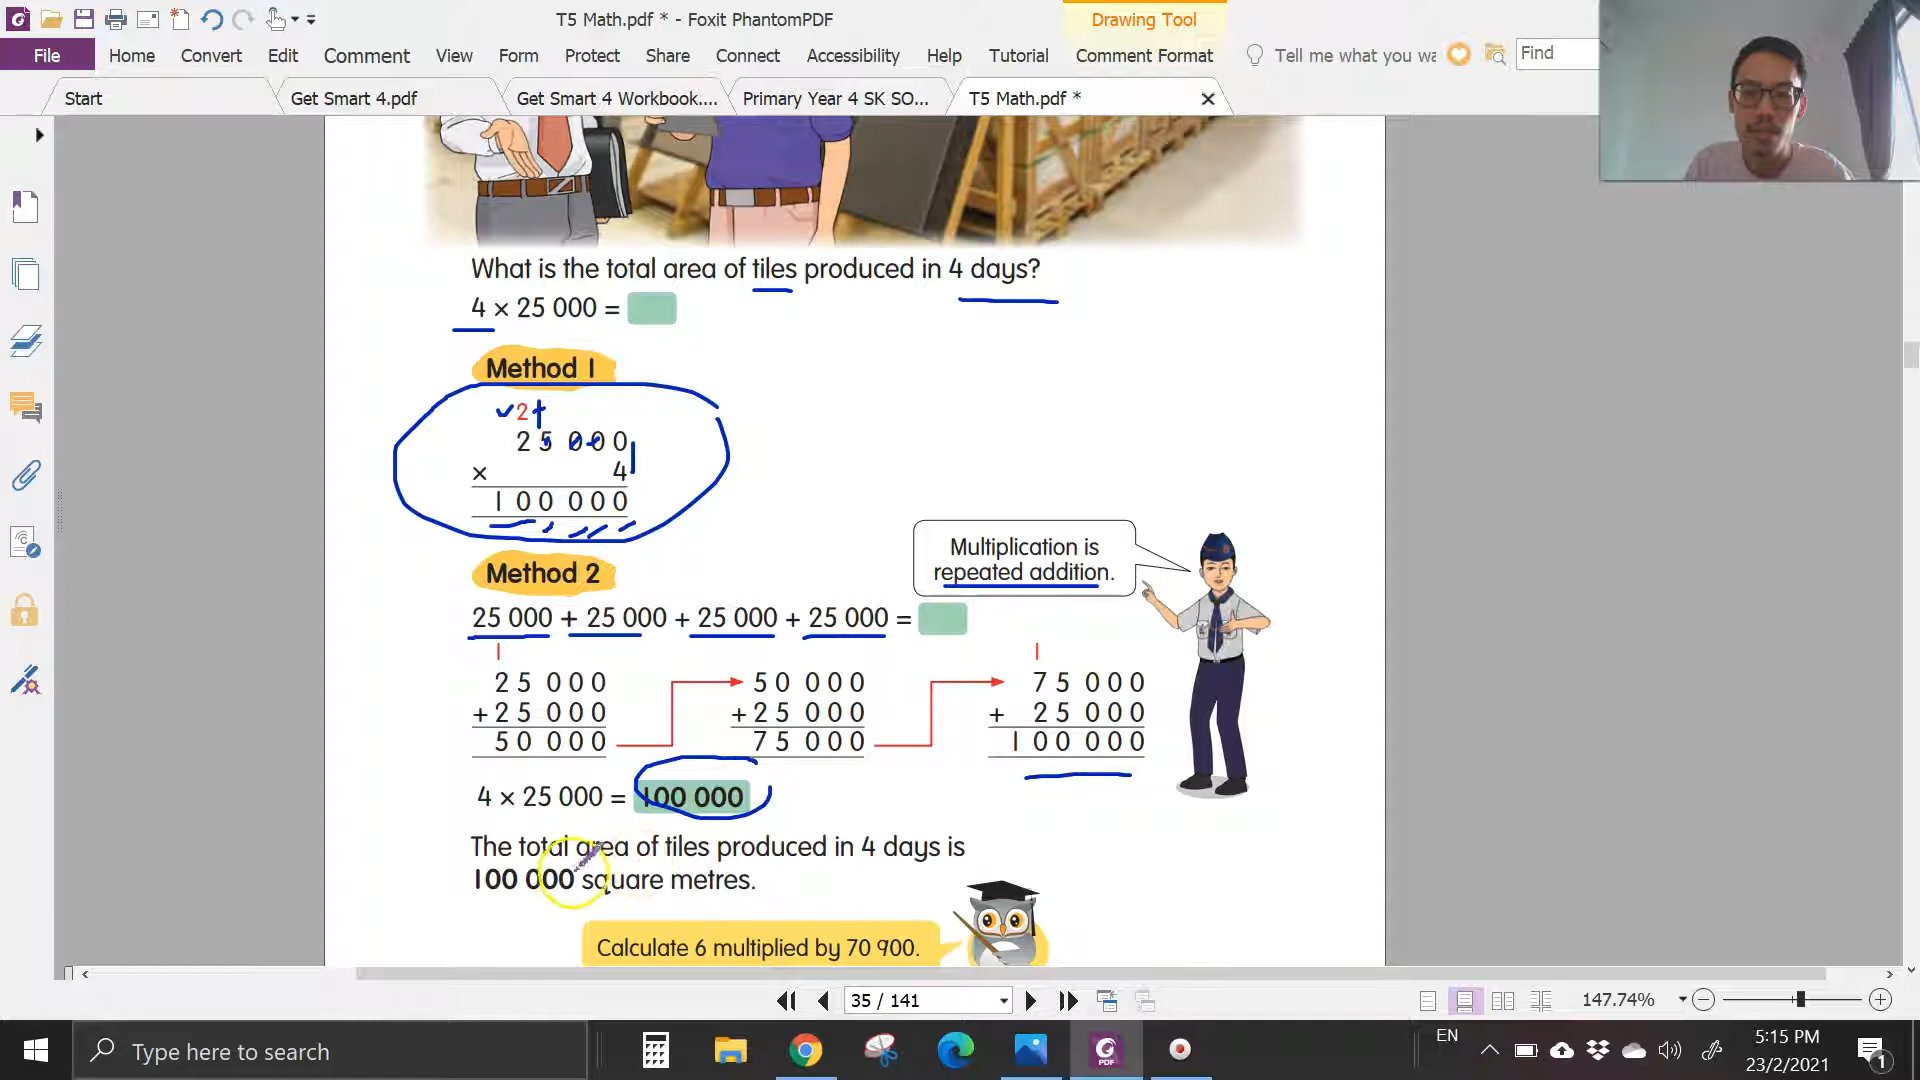 T5 Math.pdf * - Foxit PhantomPDF
Drawing Tool
File Home Convert Edit Comment View Form Protect Share Connect Accessibility Help Tutorial Comment Format Tell me what you wa Find
Start Get Smart 4.pdf Get Smart 4 Workbook.... Primary Year 4 SK SO... T5 Math.pdf *
What is the total area of tiles produced in 4 days?
4 × 25 000 =
Method 1
2
25 000
× 4
100 000
Method 2
Multiplication is
repeated addition.
25 000 + 25 000 + 25 000 + 25 000 =
1 1
25 000 50 000 75 000
+25 000 +25 000 + 25 000
50 000 75 000 100 000
4 × 25 000 = 100 000
The total area of tiles produced in 4 days is
100 000 square metres.
Calculate 6 multiplied by 70 900.
35 / 141
147.74%
Type here to search
PDF
EN
5:15 PM
23/2/2021
1